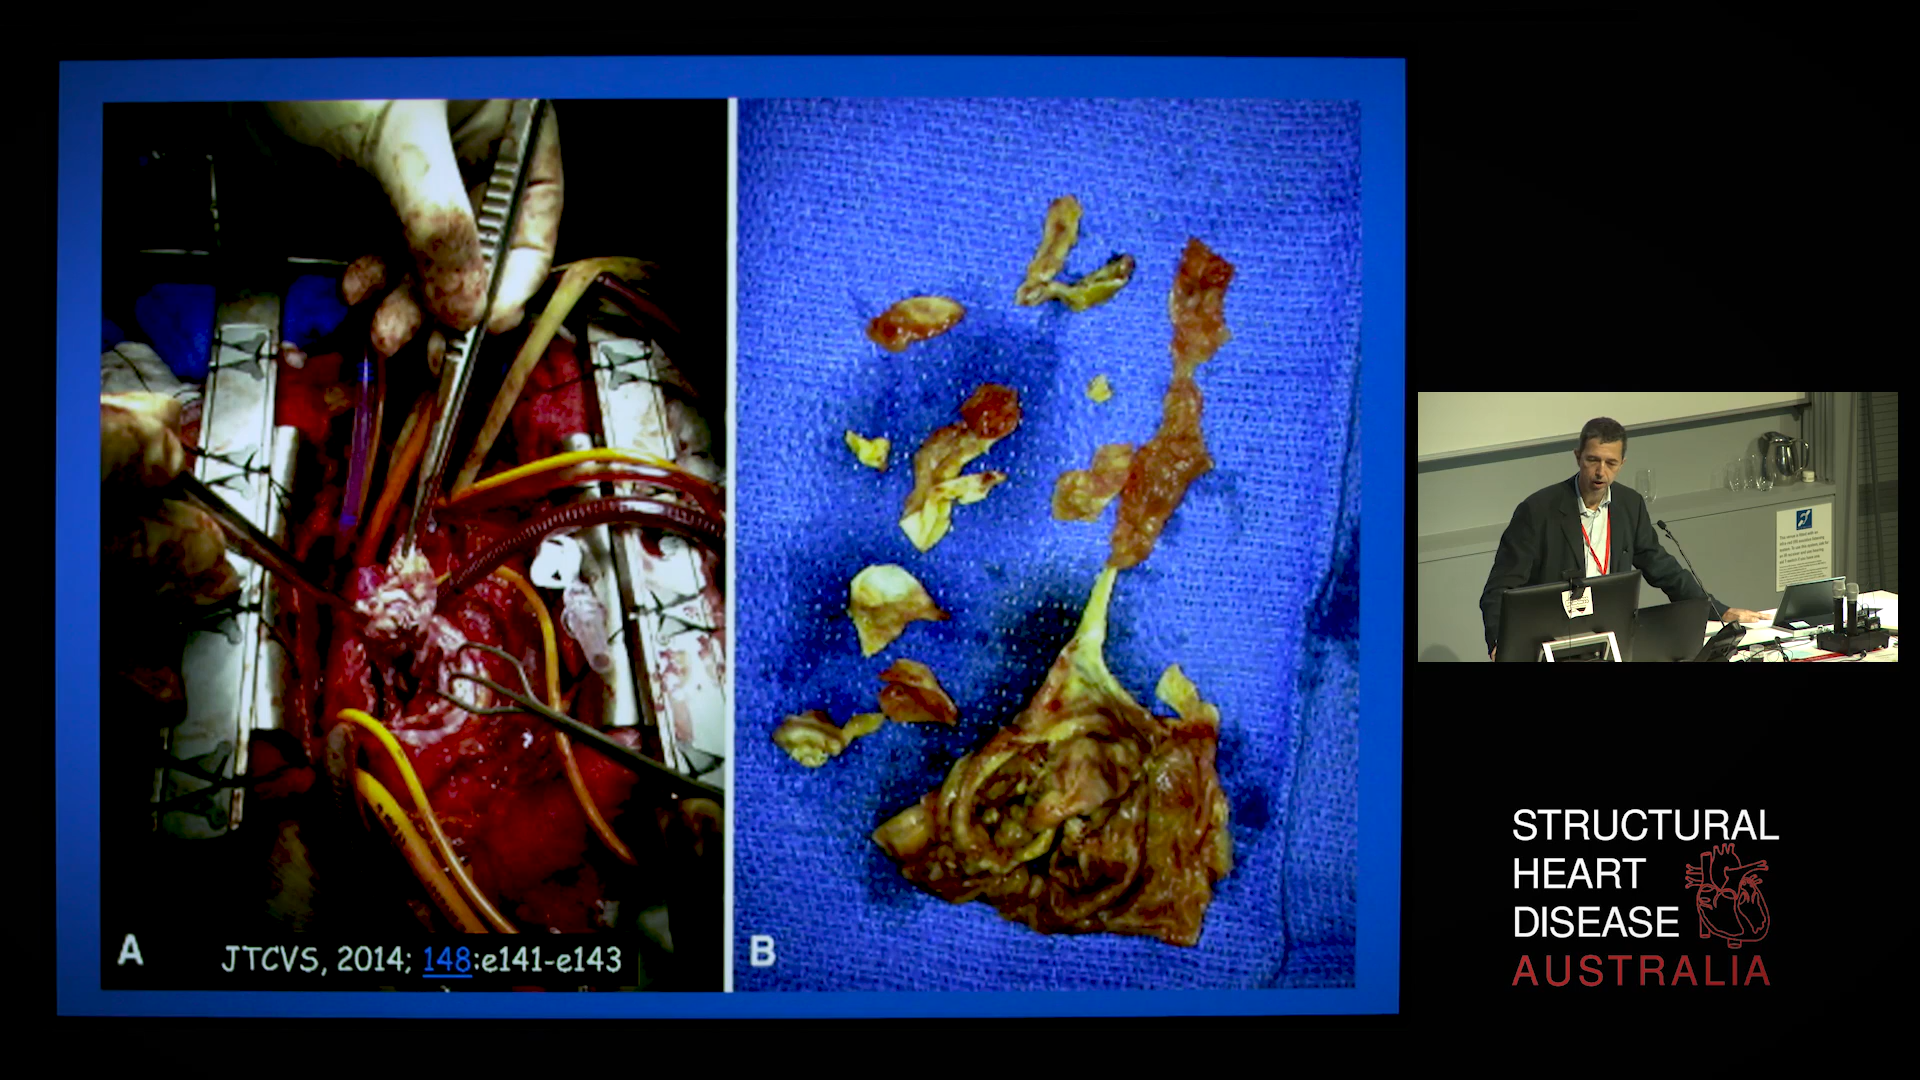 A
JTCVS, 2014; 148:e141-e143
B
STRUCTURAL
HEART
DISEASE
AUSTRALIA